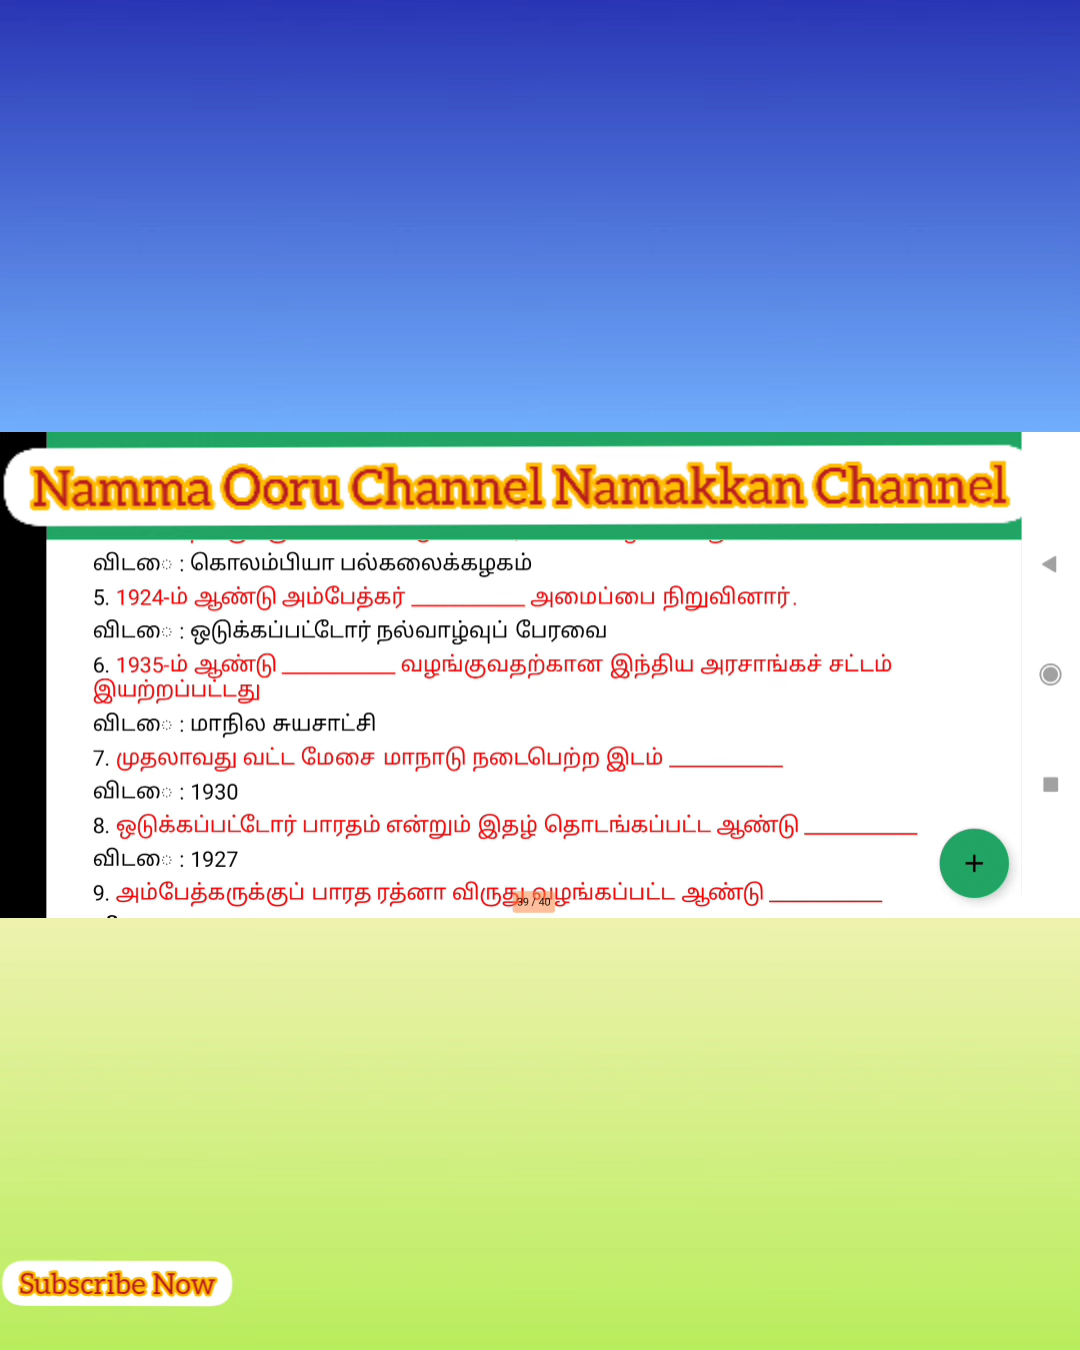 Namma Ooru Channel Namakkan Channel
விடை : கொலம்பியா பல்கலைக்கழகம்
5. 1924-ம் ஆண்டு அம்பேத்கர் __________ அமைப்பை நிறுவினார்.
விடை : ஒடுக்கப்பட்டோர் நல்வாழ்வுப் பேரவை
6. 1935-ம் ஆண்டு __________ வழங்குவதற்கான இந்திய அரசாங்கச் சட்டம்
இயற்றப்பட்டது
விடை : மாநில சுயசாட்சி
7. முதலாவது வட்ட மேசை மாநாடு நடைபெற்ற இடம் __________
விடை : 1930
8. ஒடுக்கப்பட்டோர் பாரதம் என்றும் இதழ் தொடங்கப்பட்ட ஆண்டு __________
விடை : 1927
9. அம்பேத்கருக்குப் பாரத ரத்னா விருது வழங்கப்பட்ட ஆண்டு __________
39 / 40
Subscribe Now